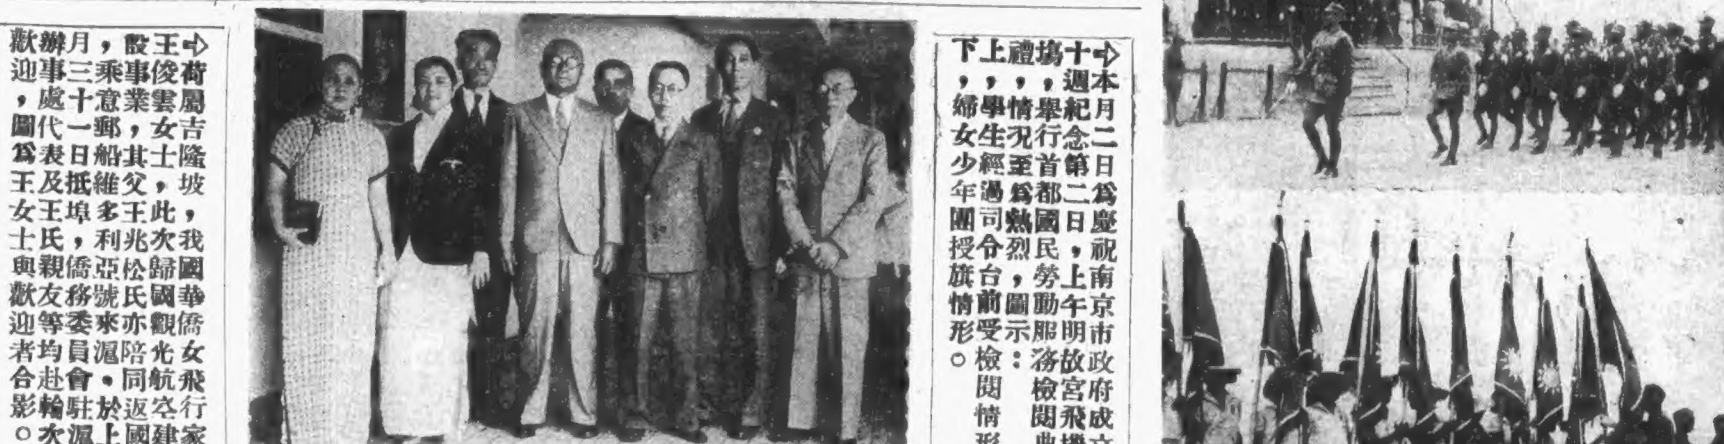 ➪本月二日爲慶祝南京市政府成立
十週紀念第二日，上午明故宮飛機
塲，舉行首都國民勞動服務檢閱典
禮，情况至爲熱烈，圖示：
上，學生經過司令台前受檢閱情形
下，婦女少年團授旗情形。
➪荷屬吉隆坡，我國華僑女飛行家
王俊雲女士，此次歸國觀光航空建
設事業，其父王兆松氏亦陪同返國
，乘意郵船維多利亞號來滬。於上
月三十一日抵埠，僑務委員會駐滬
辦事處代表及王氏親友等均赴輪次
歡迎，圖爲王女士與歡迎者合影。